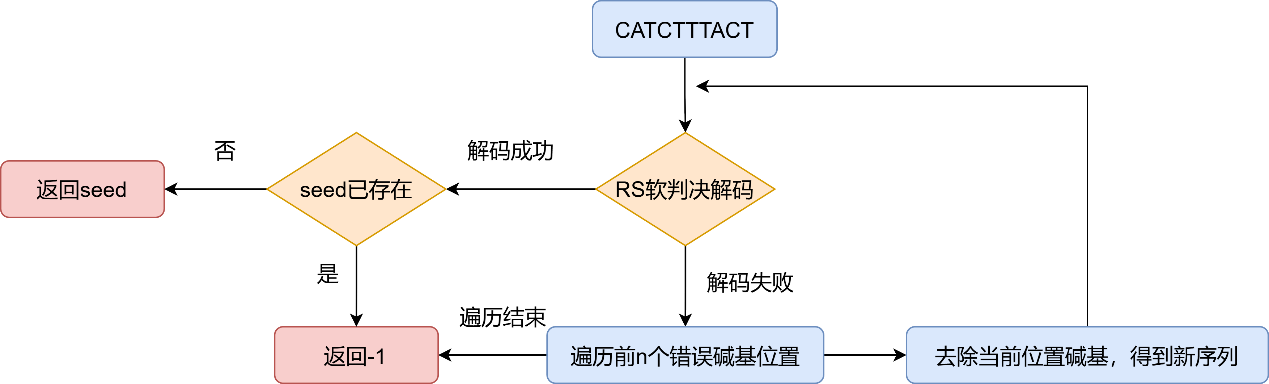 CATCTTTACT
否
解码成功
返回seed
seed已存在
RS软判决解码
是
解码失败
遍历结束
返回-1
遍历前n个错误碱基位置
去除当前位置碱基，得到新序列